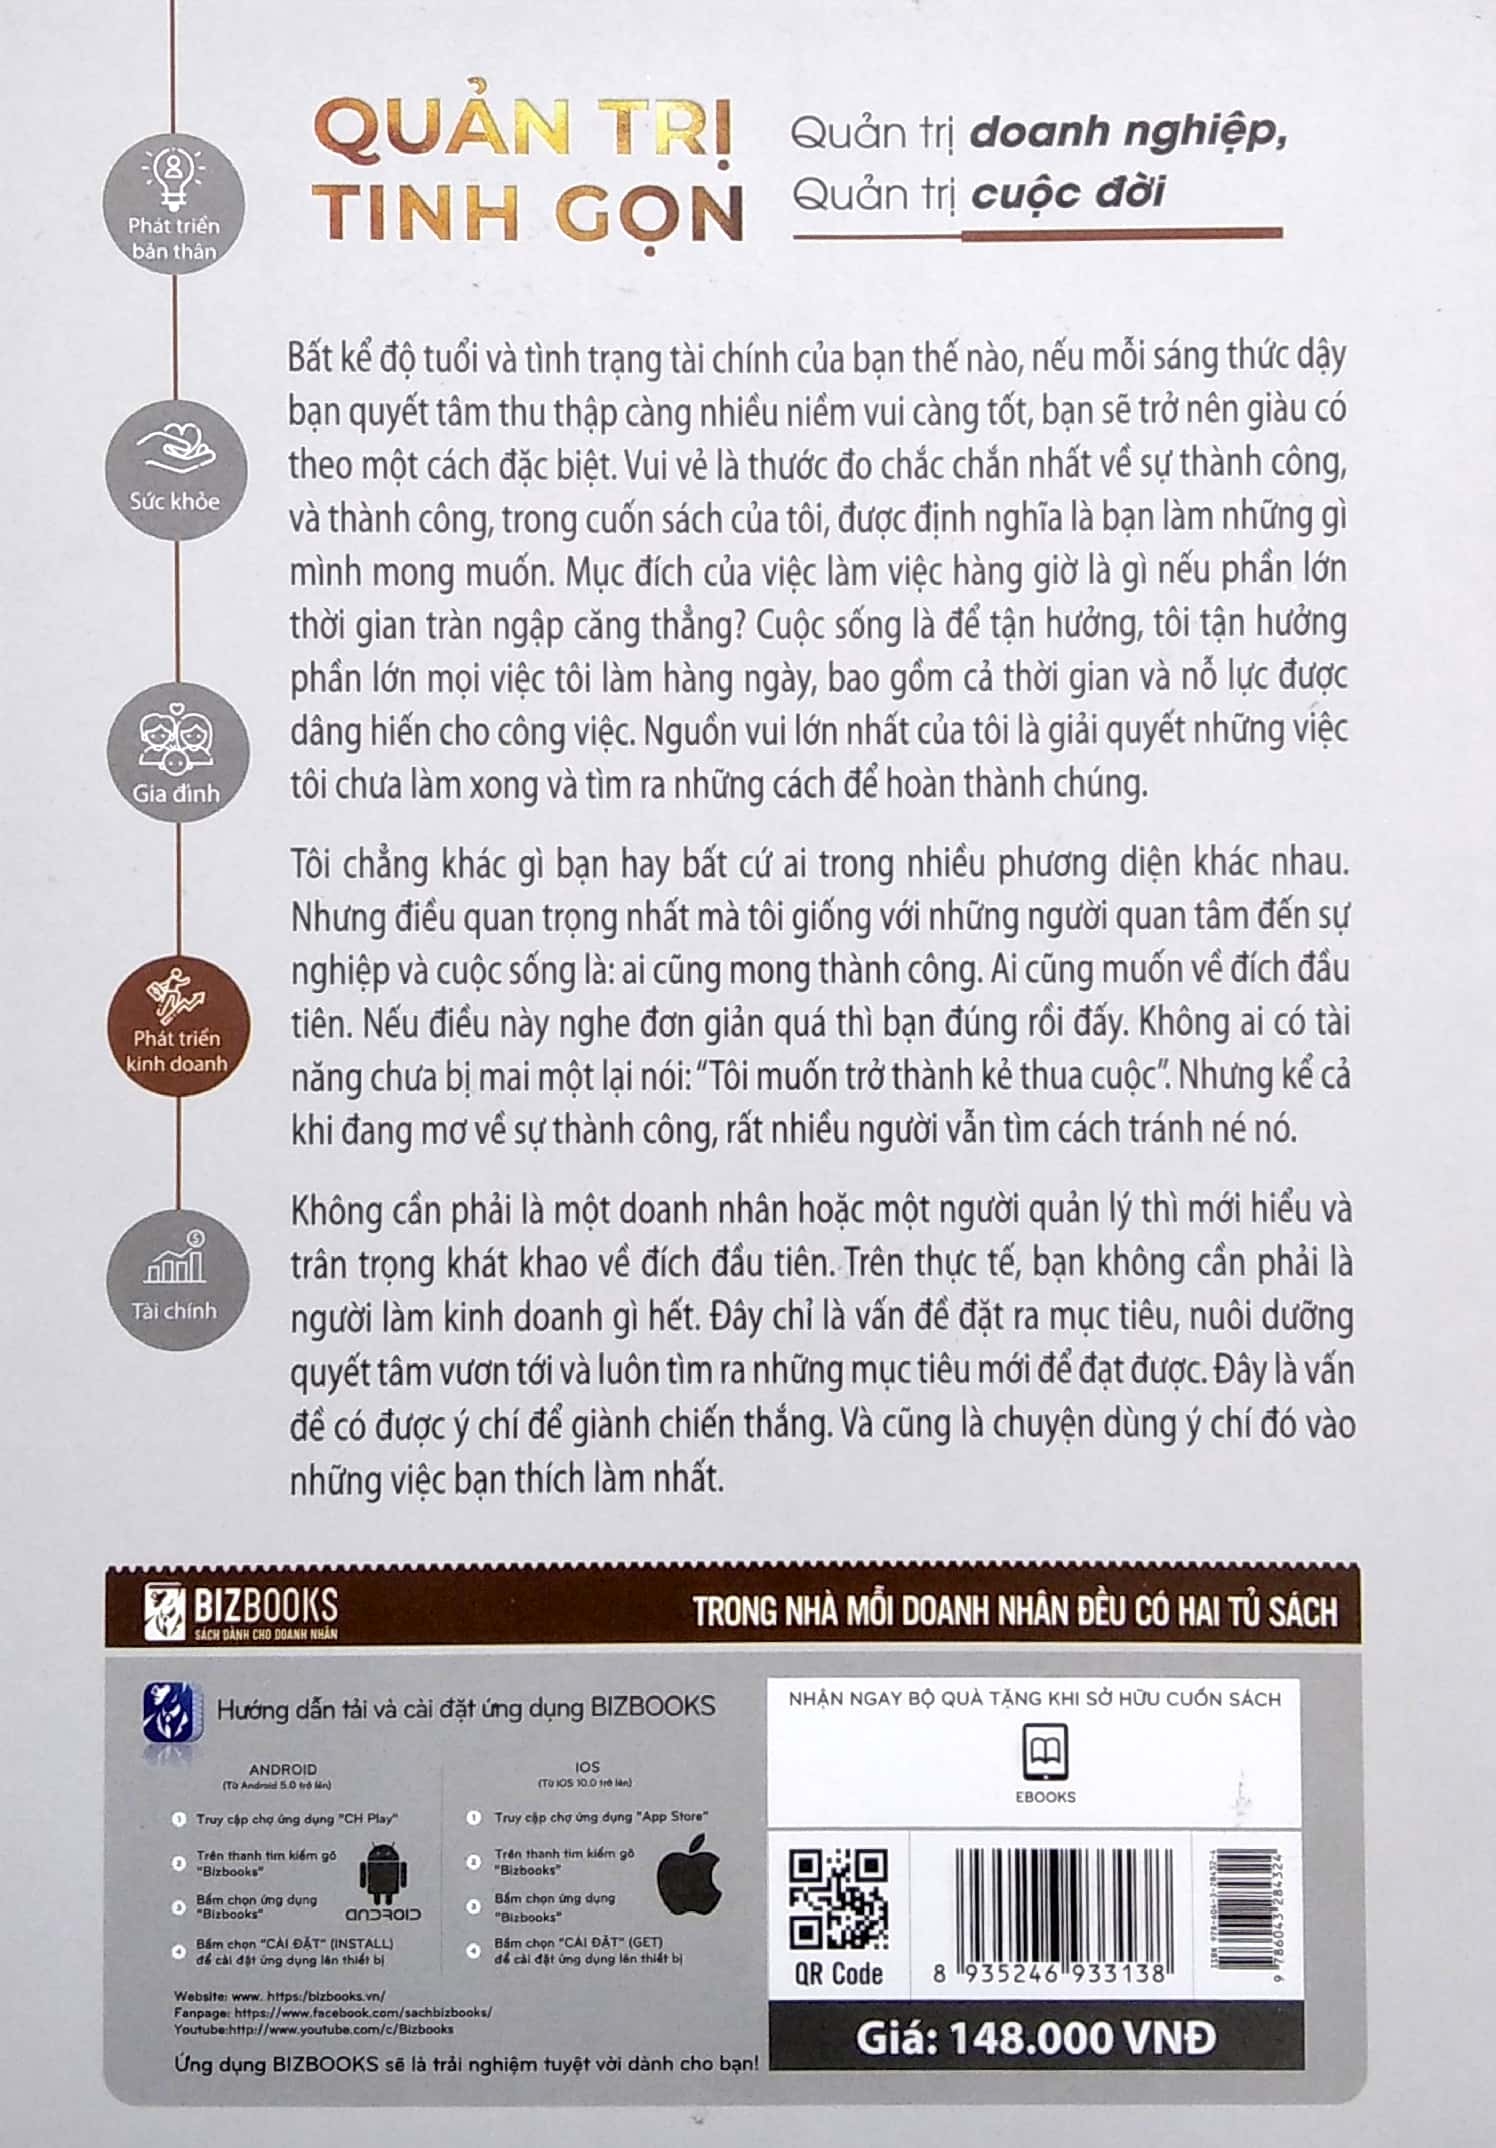 QUẢN TRỊ
TINH GỌN
Quản trị doanh nghiệp,
Quản trị cuộc đời
Phát triển
bản thân
Sức khỏe
Gia đình
Phát triển
kinh doanh
Tài chính
Bất kể độ tuổi và tình trạng tài chính của bạn thế nào, nếu mỗi sáng thức dậy
bạn quyết tâm thu thập càng nhiều niềm vui càng tốt, bạn sẽ trở nên giàu có
theo một cách đặc biệt. Vui vẻ là thước đo chắc chắn nhất về sự thành công,
và thành công, trong cuốn sách của tôi, được định nghĩa là bạn làm những gì
mình mong muốn. Mục đích của việc làm việc hàng giờ là gì nếu phần lớn
thời gian tràn ngập căng thẳng? Cuộc sống là để tận hưởng, tôi tận hưởng
phần lớn mọi việc tôi làm hàng ngày, bao gồm cả thời gian và nỗ lực được
dâng hiến cho công việc. Nguồn vui lớn nhất của tôi là giải quyết những việc
tôi chưa làm xong và tìm ra những cách để hoàn thành chúng.
Tôi chẳng khác gì bạn hay bất cứ ai trong nhiều phương diện khác nhau.
Nhưng điều quan trọng nhất mà tôi giống với những người quan tâm đến sự
nghiệp và cuộc sống là: ai cũng mong thành công. Ai cũng muốn về đích đầu
tiên. Nếu điều này nghe đơn giản quá thì bạn đúng rồi đấy. Không ai có tài
năng chưa bị mai một lại nói: "Tôi muốn trở thành kẻ thua cuộc". Nhưng kể cả
khi đang mơ về sự thành công, rất nhiều người vẫn tìm cách tránh né nó.
Không cần phải là một doanh nhân hoặc một người quản lý thì mới hiểu và
trân trọng khát khao về đích đầu tiên. Trên thực tế, bạn không cần phải là
người làm kinh doanh gì hết. Đây chỉ là vấn đề đặt ra mục tiêu, nuôi dưỡng
quyết tâm vươn tới và luôn tìm ra những mục tiêu mới để đạt được. Đây là vấn
đề có được ý chí để giành chiến thắng. Và cũng là chuyện dùng ý chí đó vào
những việc bạn thích làm nhất.
BIZBOOKS
SÁCH DÀNH CHO DOANH NHÂN
TRONG NHÀ MỖI DOANH NHÂN ĐỀU CÓ HAI TỦ SÁCH
Hướng dẫn tải và cài đặt ứng dụng BIZBOOKS
ANDROID
(Từ Android 5.0 trở lên)
1 Truy cập chợ ứng dụng "CH Play"
2 Trên thanh tìm kiếm gõ
"Bizbooks"
3 Bấm chọn ứng dụng
"Bizbooks"
4 Bấm chọn "CÀI ĐẶT" (INSTALL)
để cài đặt ứng dụng lên thiết bị
ANDROID
IOS
(Từ IOS 10.0 trở lên)
1 Truy cập chợ ứng dụng "App Store"
2 Trên thanh tìm kiếm gõ
"Bizbooks"
3 Bấm chọn ứng dụng
"Bizbooks"
4 Bấm chọn "CÀI ĐẶT" (GET)
để cài đặt ứng dụng lên thiết bị
Website: www. https:/bizbooks.vn/
Fanpage: https://www.facebook.com/sachbizbooks/
Youtube:http://www.youtube.com/c/Bizbooks
Ứng dụng BIZBOOKS sẽ là trải nghiệm tuyệt vời dành cho bạn!
NHẬN NGAY BỘ QUÀ TẶNG KHI SỞ HỮU CUỐN SÁCH
EBOOKS
QR Code
8 935246 933138
ISBN 978-604-3-28432-4
9 786043 284324
Giá: 148.000 VNĐ